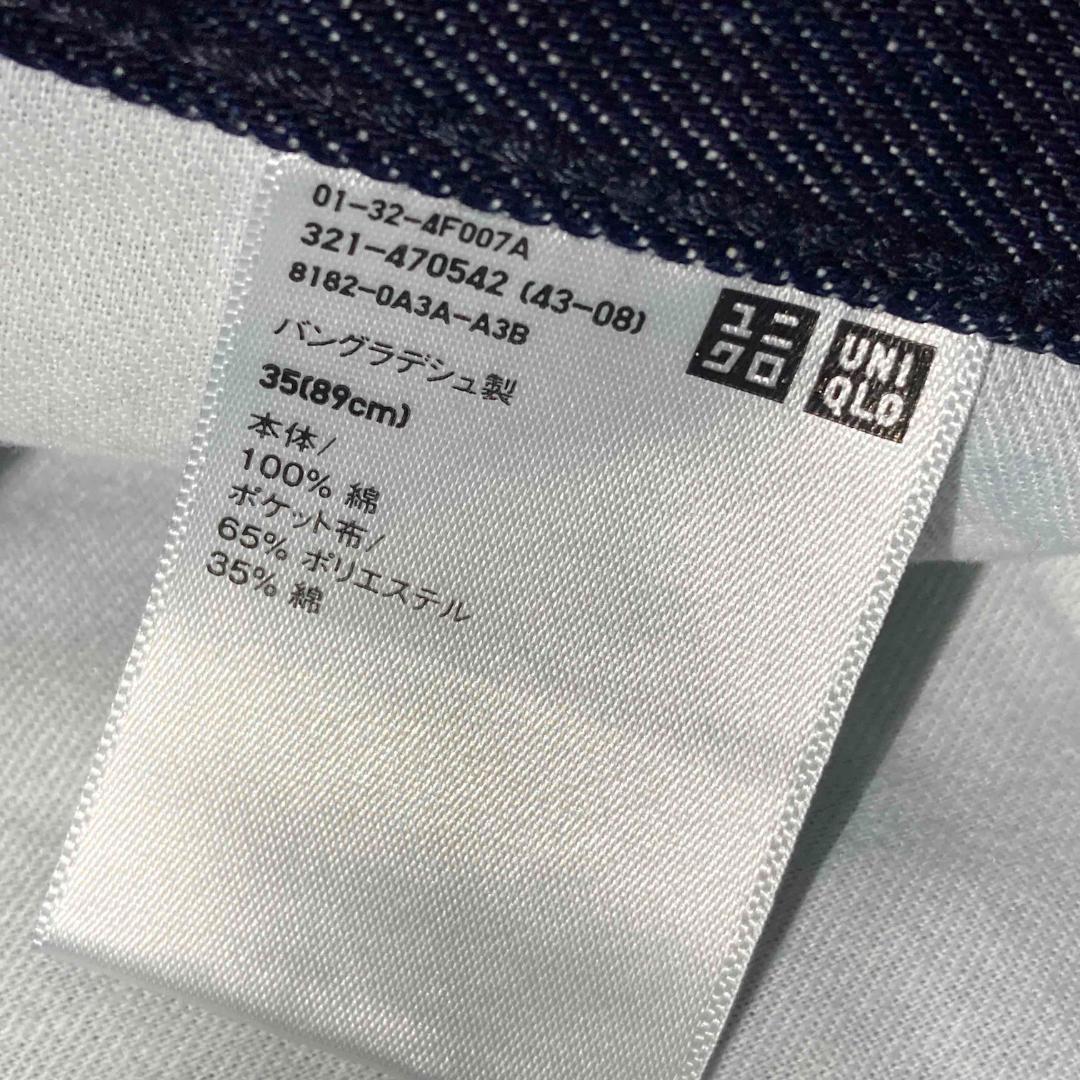 01-32-4F007A
321-470542 (43-08)
8182-0A3A-A3B
バングラデシュ製
35(89cm)
本体/
100% 綿
ポケット布/
65% ポリエステル
35% 綿
ユニ
クロ
UNI
QLO